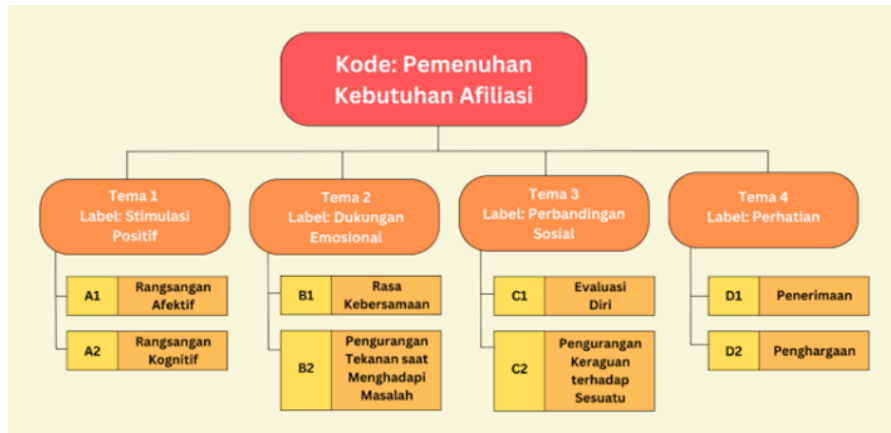 Kode: Pemenuhan
Kebutuhan Afiliasi
Tema 1
Label: Stimulasi
Positif
A1
Rangsangan
Afektif
A2
Rangsangan
Kognitif
Tema 2
Label: Dukungan
Emosional
B1
Rasa
Kebersamaan
B2
Pengurangan
Tekanan saat
Menghadapi
Masalah
Tema 3
Label: Perbandingan
Sosial
C1
Evaluasi
Diri
C2
Pengurangan
Keraguan
terhadap
Sesuatu
Tema 4
Label: Perhatian
D1
Penerimaan
D2
Penghargaan